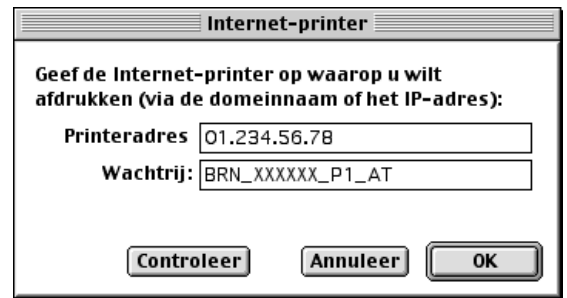 Internet-printer
Geef de Internet-printer op waarop u wilt
afdrukken (via de domeinnaam of het IP-adres):
Printeradres 01.234.56.78
Wachtrij: BRN_XXXXXX_P1_AT
Controleer Annuleer OK